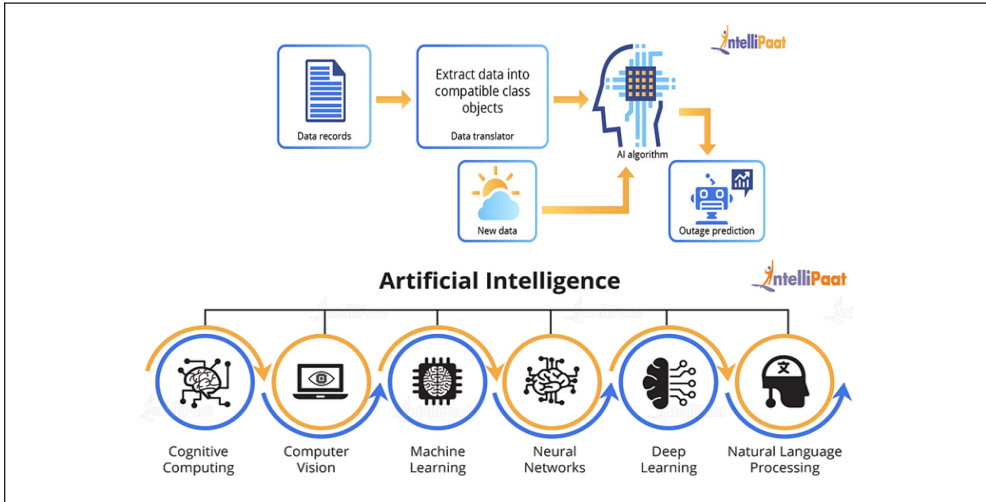 IntelliPaat
Extract data into
compatible class
objects
Data records
Data translator
AI algorithm
New data
Outage prediction
Artificial Intelligence
IntelliPaat
文
Cognitive
Computing
Computer
Vision
Machine
Learning
Neural
Networks
Deep
Learning
Natural Language
Processing